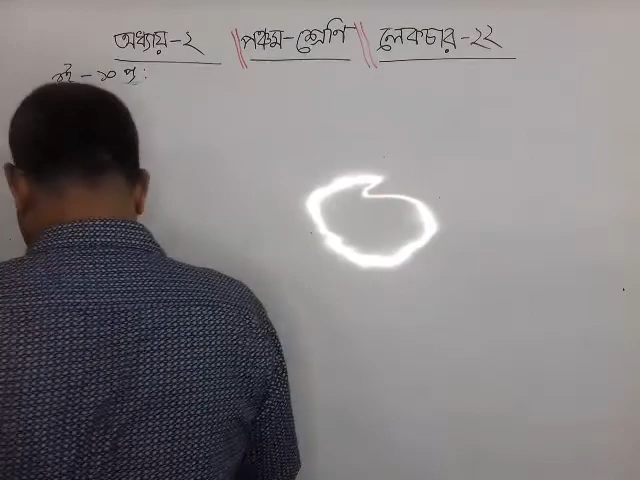 অধ্যায়-২ || পঞ্চম-শ্রেণি || লেকচার-২২
বই - ১০ পৃ: